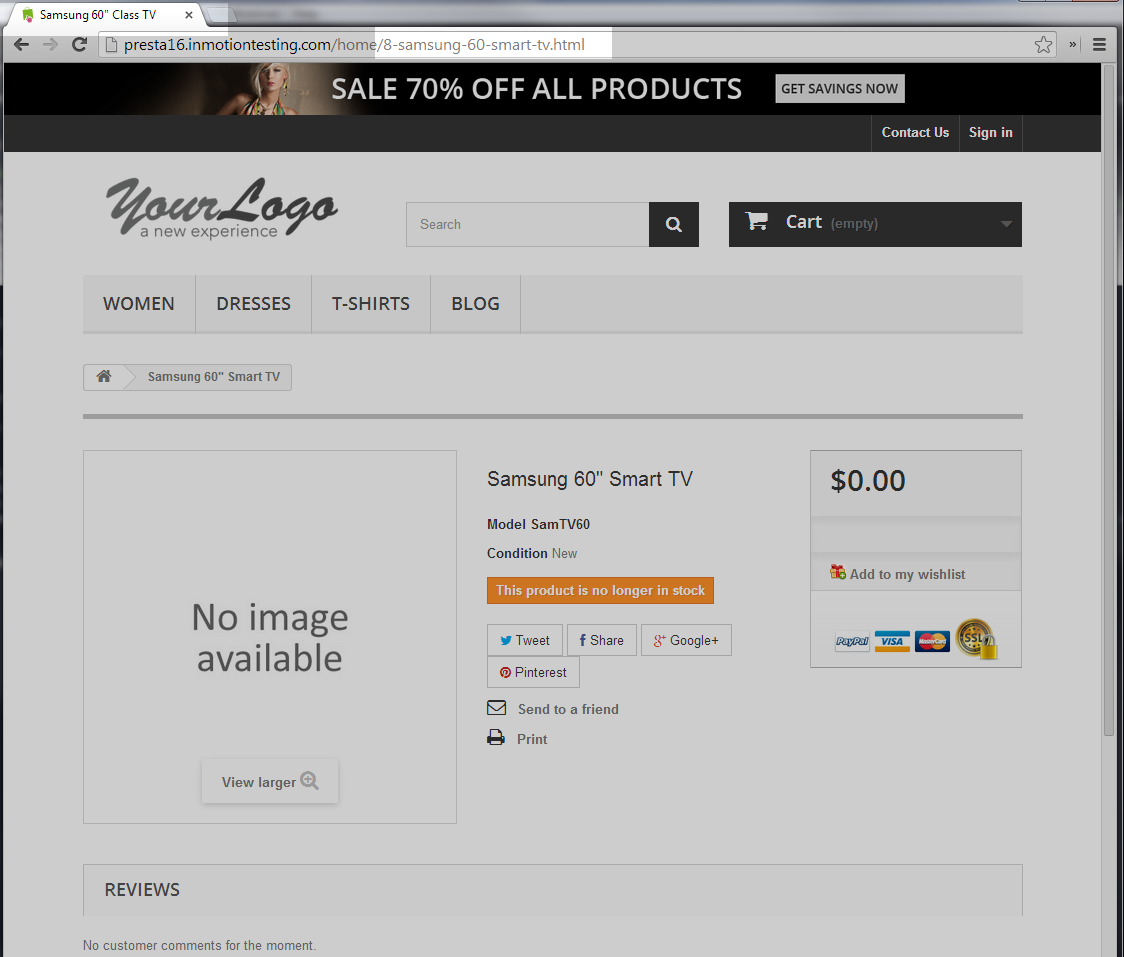 Samsung 60" Class TV
presta16.inmotiontesting.com/home/8-samsung-60-smart-tv.html
SALE 70% OFF ALL PRODUCTS
GET SAVINGS NOW
Contact Us
Sign in
YourLogo
a new experience
Search
Cart (empty)
WOMEN
DRESSES
T-SHIRTS
BLOG
Samsung 60" Smart TV
No image
available
View larger
Samsung 60" Smart TV
Model SamTV60
Condition New
This product is no longer in stock
Tweet
Share
Google+
Pinterest
Send to a friend
Print
$0.00
Add to my wishlist
PayPal
VISA
MasterCard
SSL
REVIEWS
No customer comments for the moment.